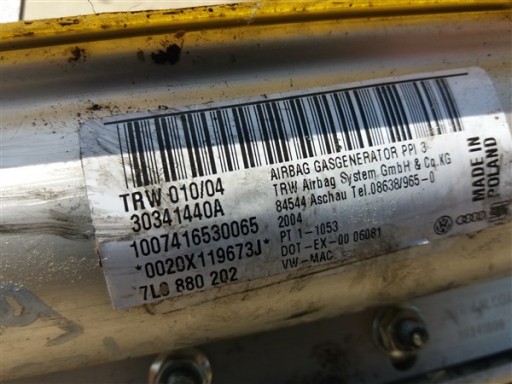 TRW 010/04
30341440A
1007416530065
*0020X119673J*
7L0 880 202
AIRBAG GASGENERATOR PPI 3
TRW Airbag System GmbH & Co.KG
84544 Aschau Tel.08638/965-0
2004
PT 1-1053
DOT-EX-00 06081
VW-MAC
MADE IN
POLAND